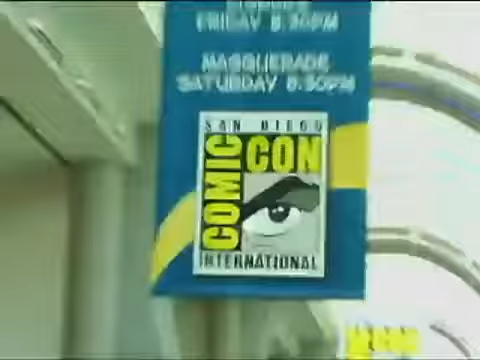 FRIDAY 8:30PM
MASQUERADE
SATURDAY 8:30PM
SAN DIEGO
COMIC CON
INTERNATIONAL